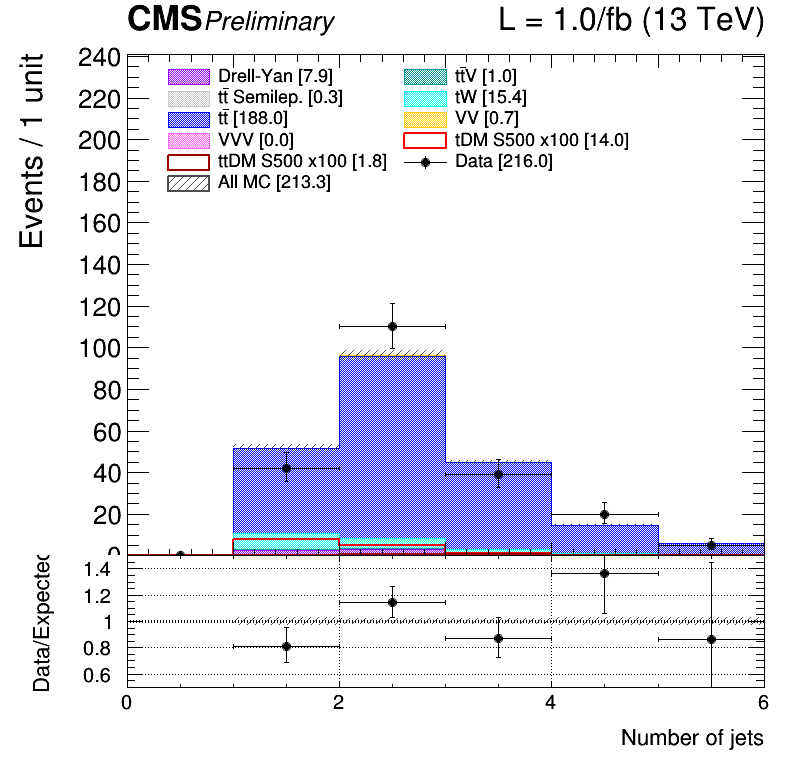 CMS Preliminary L = 1.0/fb (13 TeV)
Events / 1 unit
240
220
200
180
160
140
120
100
80
60
40
20
0
Drell-Yan [7.9]
tt̄ Semilep. [0.3]
tt̄ [188.0]
VVV [0.0]
ttDM S500 x100 [1.8]
All MC [213.3]
tt̄V [1.0]
tW [15.4]
VV [0.7]
tDM S500 x100 [14.0]
Data [216.0]
Data/Expected
1.4
1.2
1
0.8
0.6
0 2 4 6
Number of jets